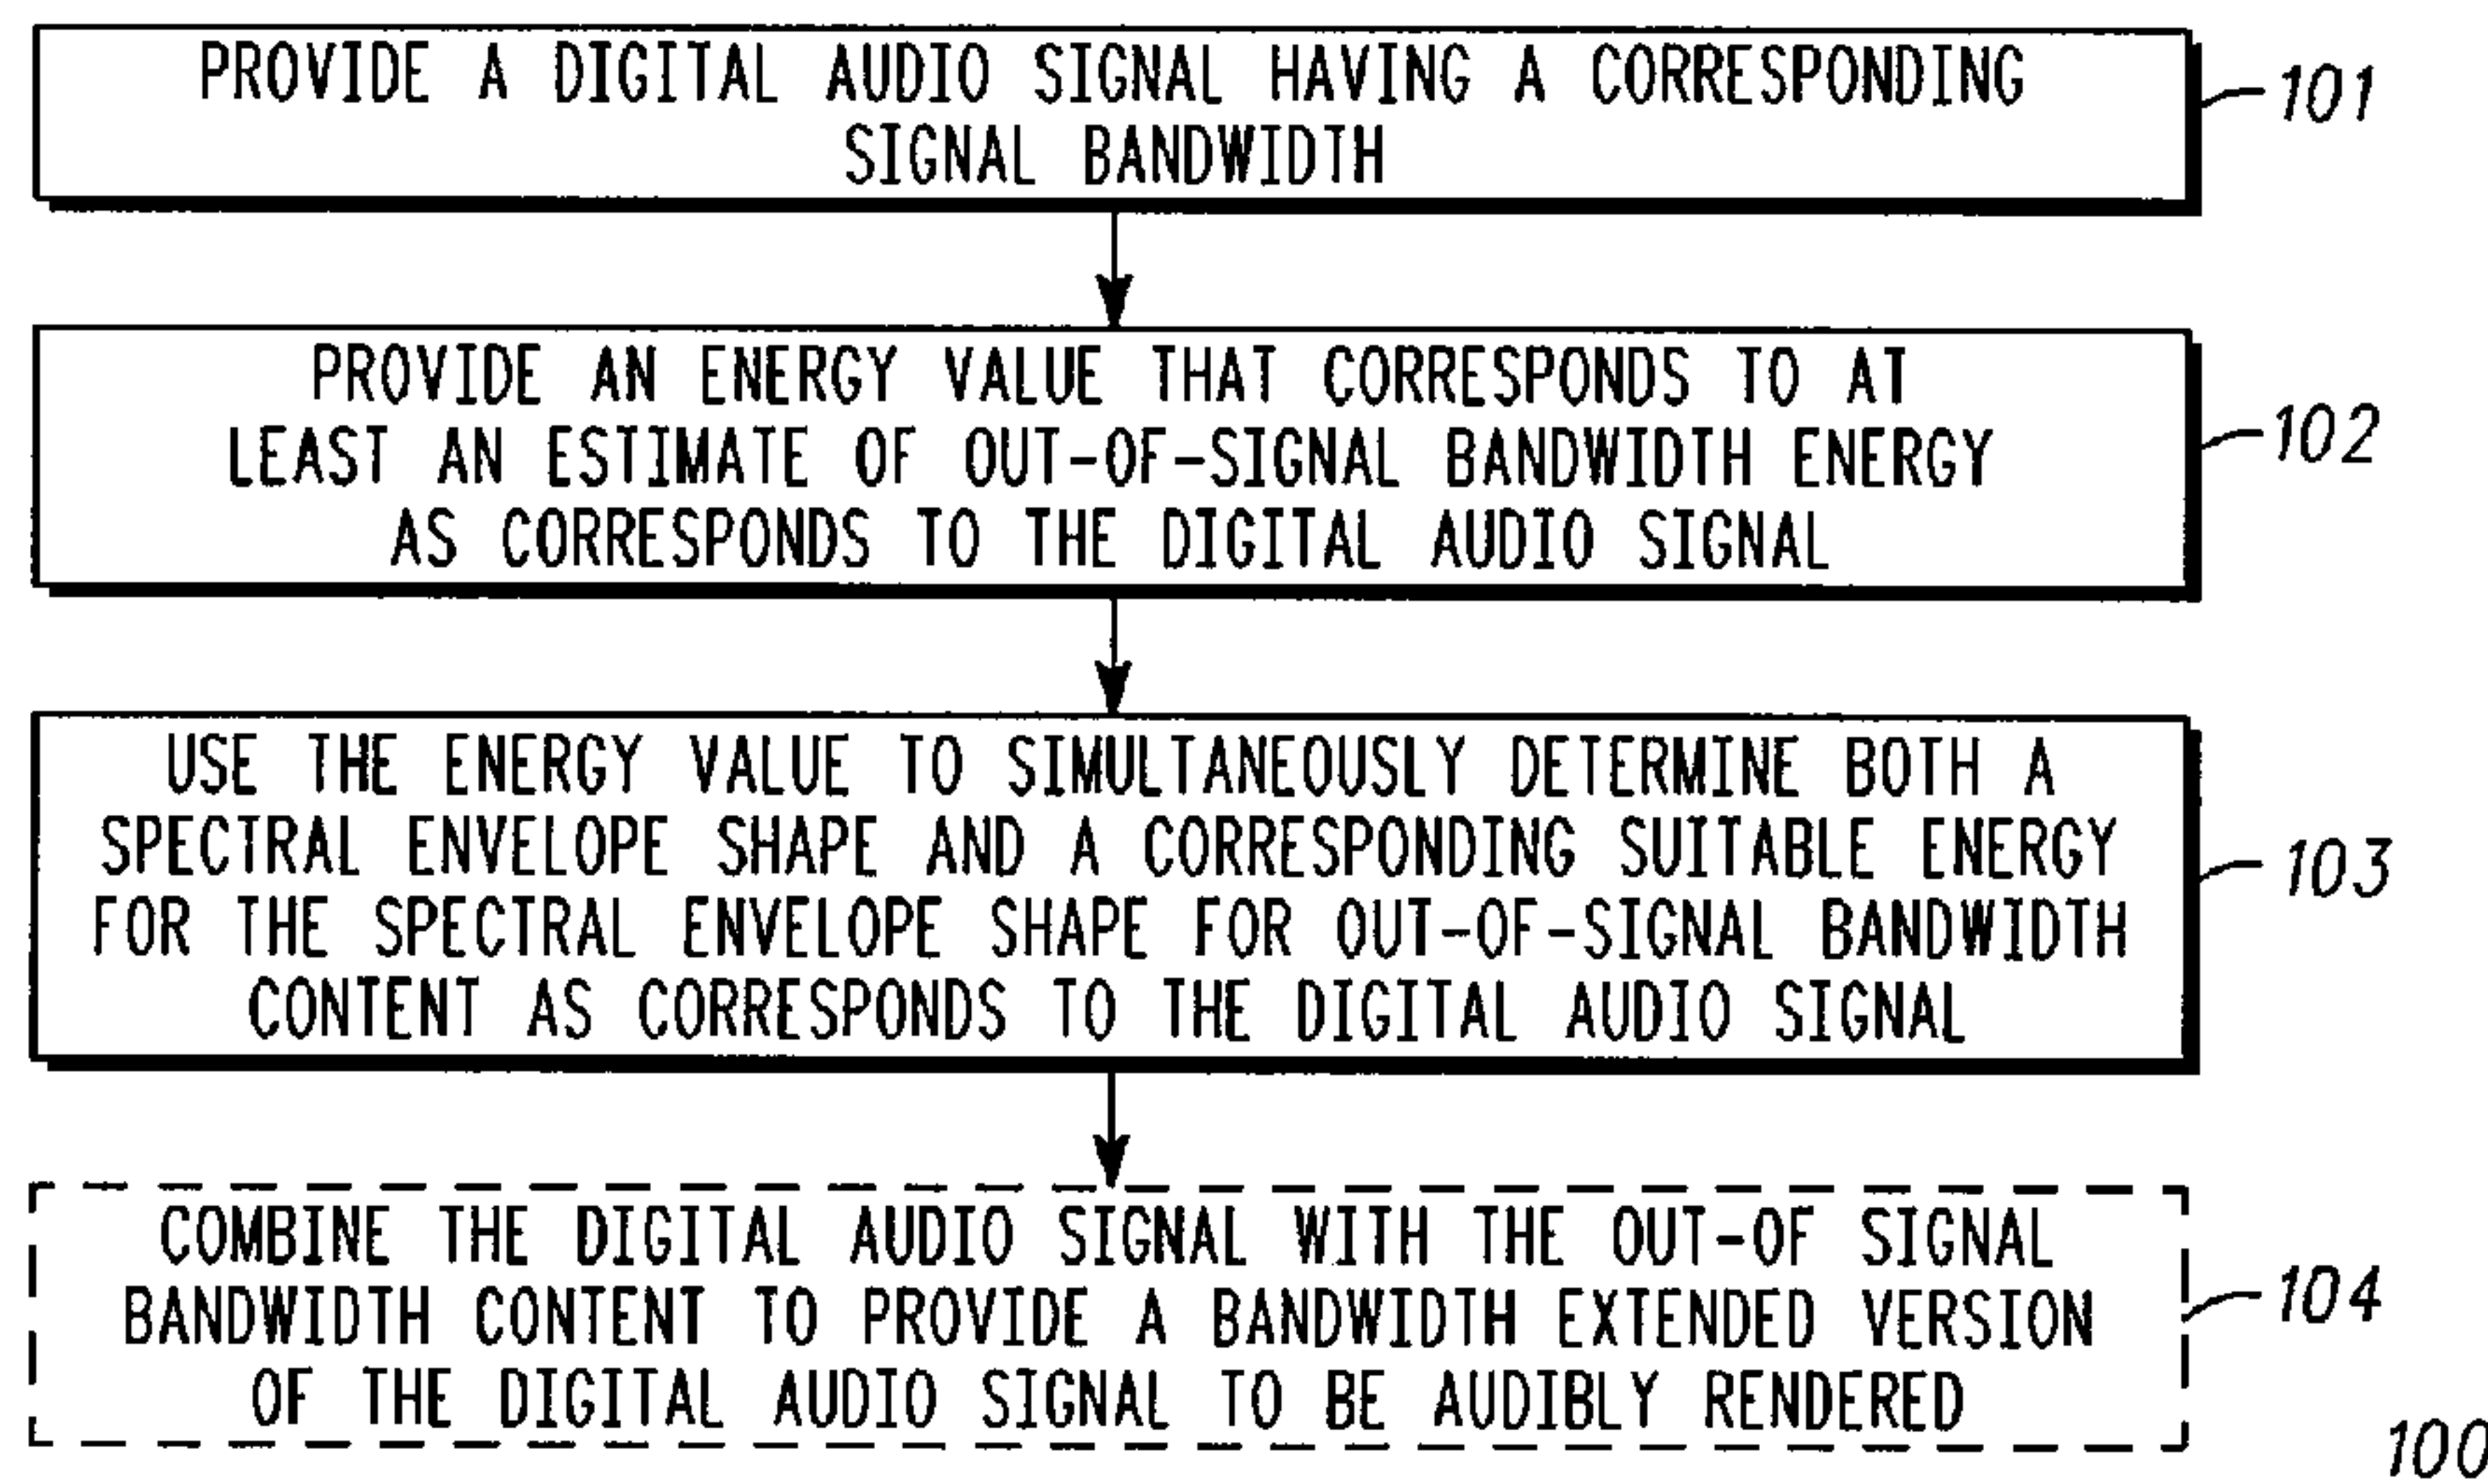 PROVIDE A DIGITAL AUDIO SIGNAL HAVING A CORRESPONDING
SIGNAL BANDWIDTH
101
PROVIDE AN ENERGY VALUE THAT CORRESPONDS TO AT
LEAST AN ESTIMATE OF OUT-OF-SIGNAL BANDWIDTH ENERGY
AS CORRESPONDS TO THE DIGITAL AUDIO SIGNAL
102
USE THE ENERGY VALUE TO SIMULTANEOUSLY DETERMINE BOTH A
SPECTRAL ENVELOPE SHAPE AND A CORRESPONDING SUITABLE ENERGY
FOR THE SPECTRAL ENVELOPE SHAPE FOR OUT-OF-SIGNAL BANDWIDTH
CONTENT AS CORRESPONDS TO THE DIGITAL AUDIO SIGNAL
103
COMBINE THE DIGITAL AUDIO SIGNAL WITH THE OUT-OF SIGNAL
BANDWIDTH CONTENT TO PROVIDE A BANDWIDTH EXTENDED VERSION
OF THE DIGITAL AUDIO SIGNAL TO BE AUDIBLY RENDERED
104
100